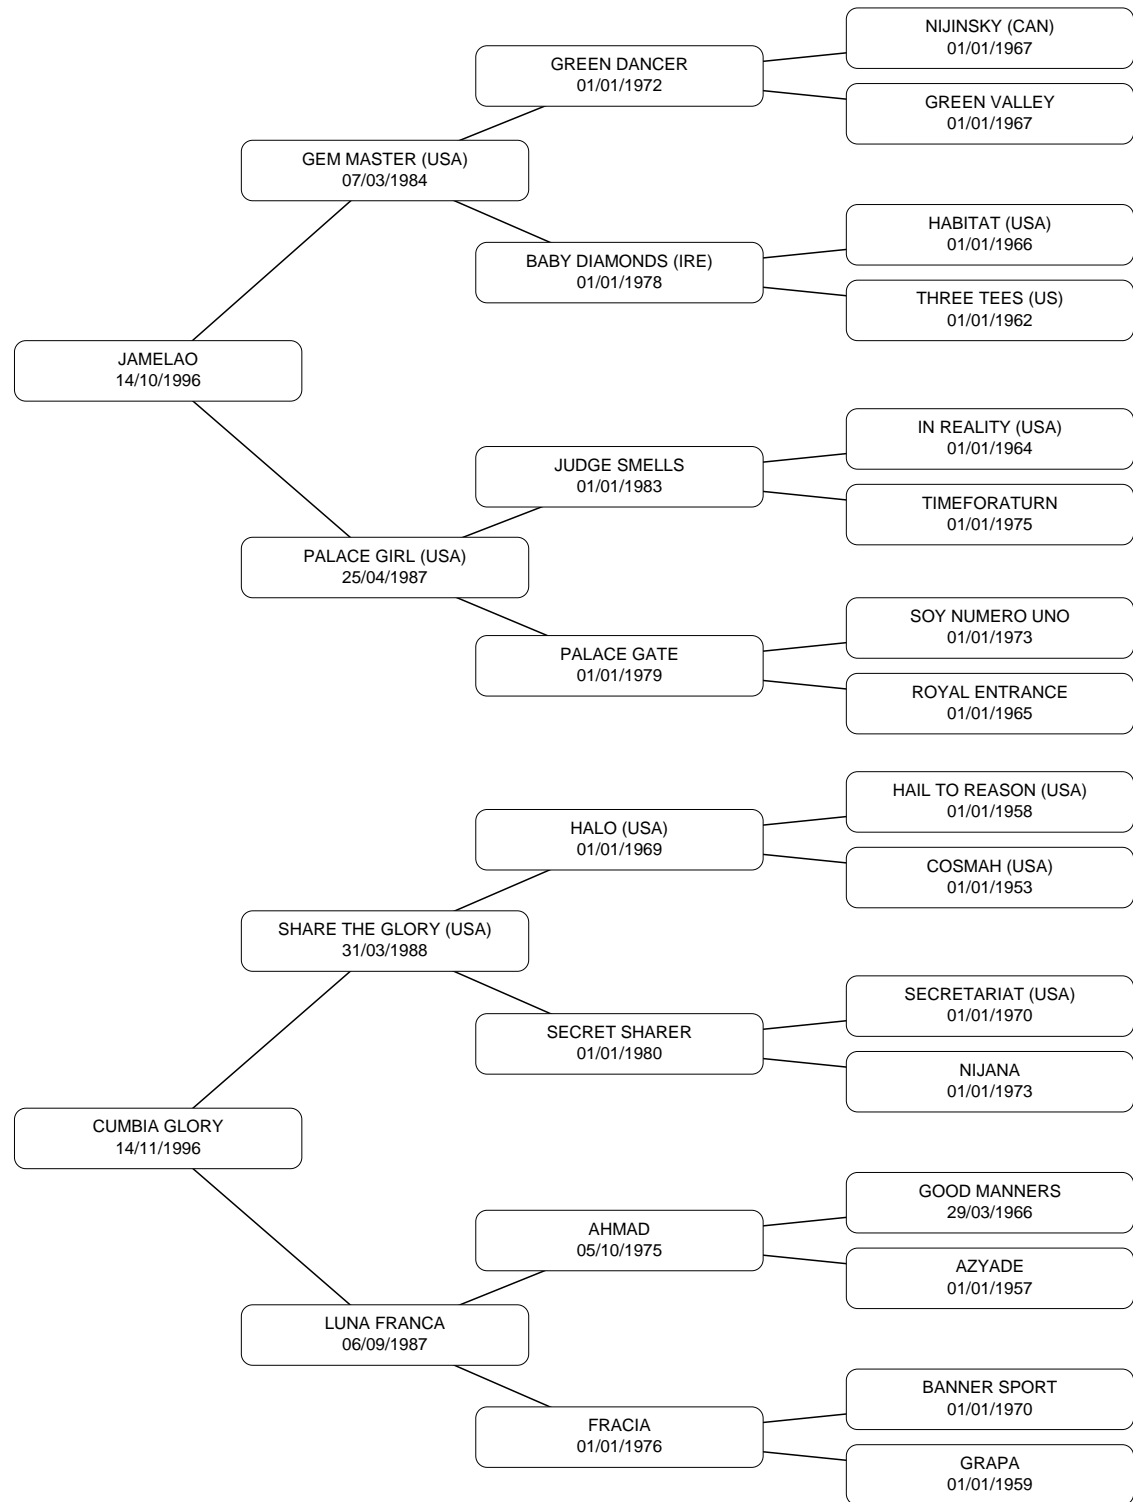 NIJINSKY (CAN)
01/01/1967
GREEN DANCER
01/01/1972
GREEN VALLEY
01/01/1967
GEM MASTER (USA)
07/03/1984
HABITAT (USA)
01/01/1966
BABY DIAMONDS (IRE)
01/01/1978
THREE TEES (US)
01/01/1962
JAMELAO
14/10/1996
IN REALITY (USA)
01/01/1964
JUDGE SMELLS
01/01/1983
TIMEFORATURN
01/01/1975
PALACE GIRL (USA)
25/04/1987
SOY NUMERO UNO
01/01/1973
PALACE GATE
01/01/1979
ROYAL ENTRANCE
01/01/1965
HAIL TO REASON (USA)
01/01/1958
HALO (USA)
01/01/1969
COSMAH (USA)
01/01/1953
SHARE THE GLORY (USA)
31/03/1988
SECRETARIAT (USA)
01/01/1970
SECRET SHARER
01/01/1980
NIJANA
01/01/1973
CUMBIA GLORY
14/11/1996
GOOD MANNERS
29/03/1966
AHMAD
05/10/1975
AZYADE
01/01/1957
LUNA FRANCA
06/09/1987
BANNER SPORT
01/01/1970
FRACIA
01/01/1976
GRAPA
01/01/1959